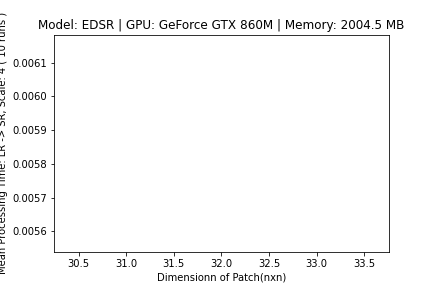 Model: EDSR | GPU: GeForce GTX 860M | Memory: 2004.5 MB
Mean Processing Time: LR -> SR, Scale: 4 ( 10 runs )
0.0061
0.0060
0.0059
0.0058
0.0057
0.0056
30.5 31.0 31.5 32.0 32.5 33.0 33.5
Dimensionn of Patch(nxn)